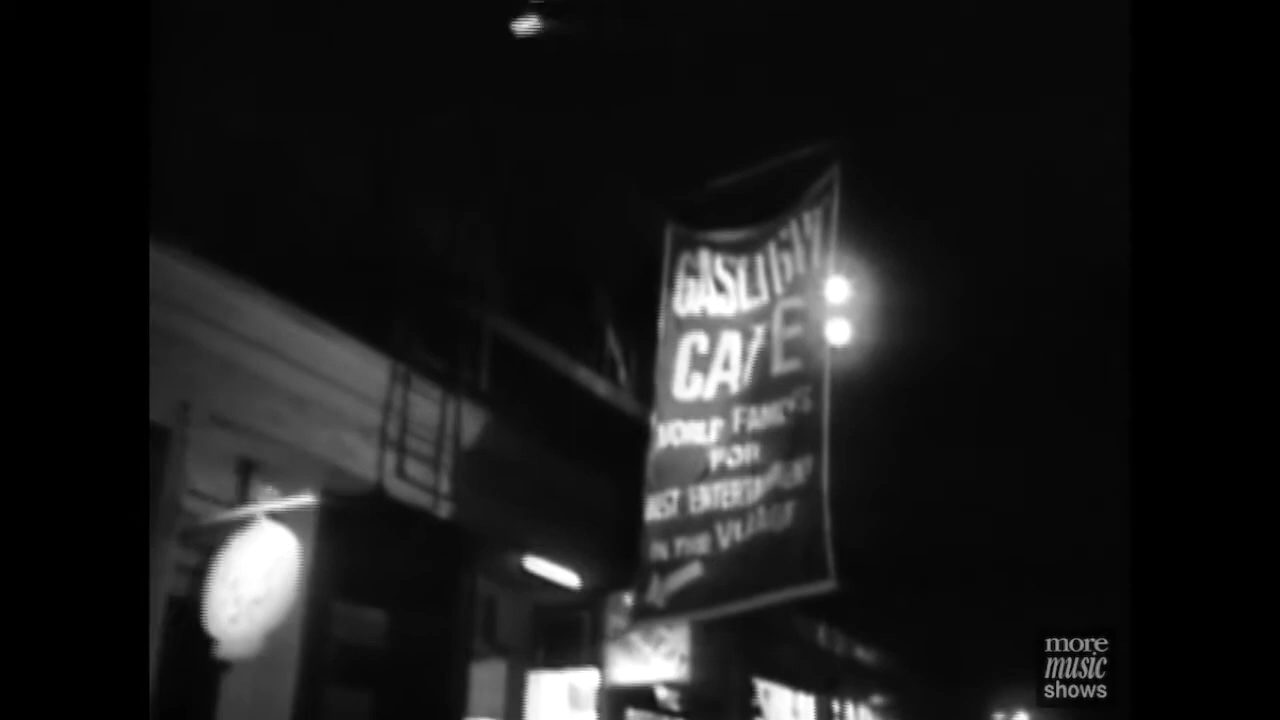 GASLIGHT
CAFE
WORLD FAMOUS
FOR
BEST ENTERTAINMENT
IN THE VILLAGE
more
music
shows